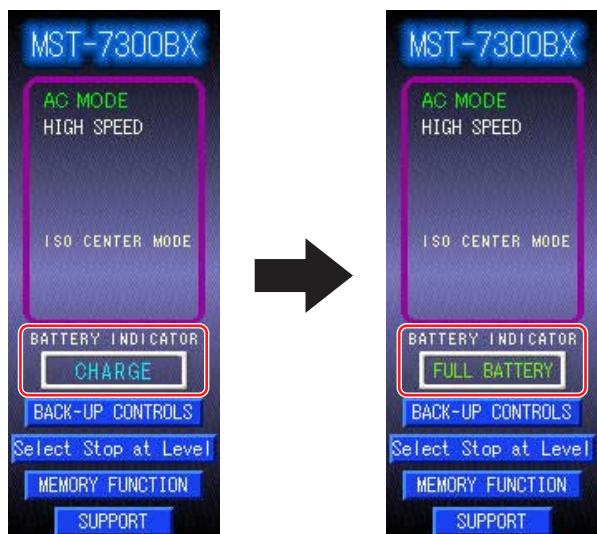 MST-7300BX
AC MODE
HIGH SPEED
ISO CENTER MODE
BATTERY INDICATOR
CHARGE
BACK-UP CONTROLS
Select Stop at Level
MEMORY FUNCTION
SUPPORT
MST-7300BX
AC MODE
HIGH SPEED
ISO CENTER MODE
BATTERY INDICATOR
FULL BATTERY
BACK-UP CONTROLS
Select Stop at Level
MEMORY FUNCTION
SUPPORT